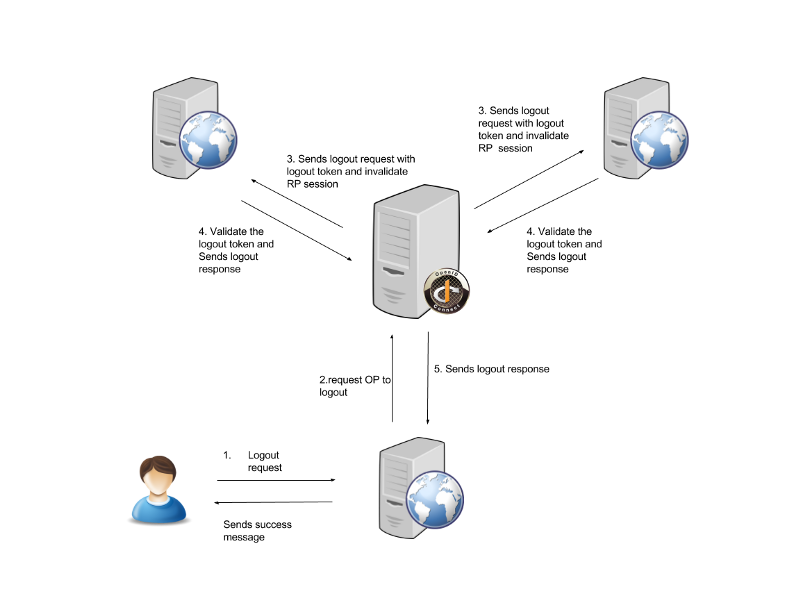 3. Sends logout
request with logout
token and invalidate
RP session
3. Sends logout request with
logout token and invalidate
RP session
4. Validate the
logout token and
Sends logout
response
4. Validate the
logout token and
Sends logout
response
OpenID
Connect
5. Sends logout response
2.request OP to
logout
1. Logout
request
Sends success
message